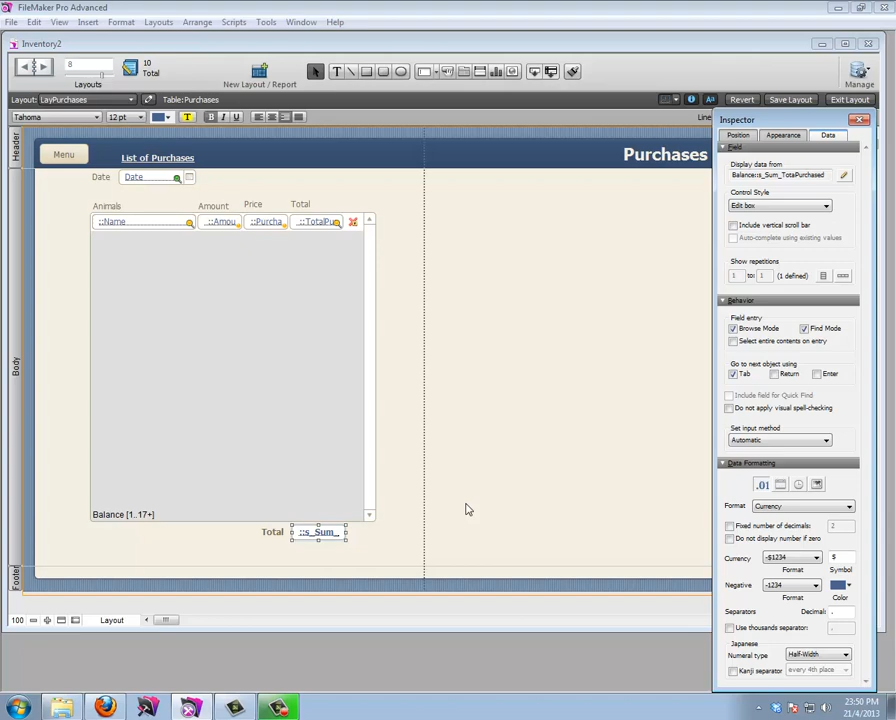 FileMaker Pro Advanced
File Edit View Insert Format Layouts Arrange Scripts Tools Window Help
Inventory2
8
Layouts
10
Total
New Layout / Report
Manage
Layout: LayPurchases Table: Purchases
Aa Revert Save Layout Exit Layout
Tahoma 12 pt B I U Line
Header
Body
Footer
Menu
List of Purchases
Purchases
Date Date
Animals Amount Price Total
::Name ::Amou ::Purcha ::TotalPu
Balance [1..17+]
Total ::s_Sum_
100 Layout
Inspector
Position Appearance Data
Field
Display data from
Balance::s_Sum_TotaPurchased
Control Style
Edit box
Include vertical scroll bar
Auto-complete using existing values
Show repetitions
1 to: 1 (1 defined)
Behavior
Field entry
Browse Mode Find Mode
Select entire contents on entry
Go to next object using
Tab Return Enter
Include field for Quick Find
Do not apply visual spell-checking
Set input method
Automatic
Data Formatting
.01
Format Currency
Fixed number of decimals: 2
Do not display number if zero
Currency -$1234 $
Format Symbol
Negative -1234
Format Color
Separators Decimal: .
Use thousands separator: ,
Japanese
Numeral type Half-Width
Kanji separator every 4th place
23:50 PM
21/4/2013